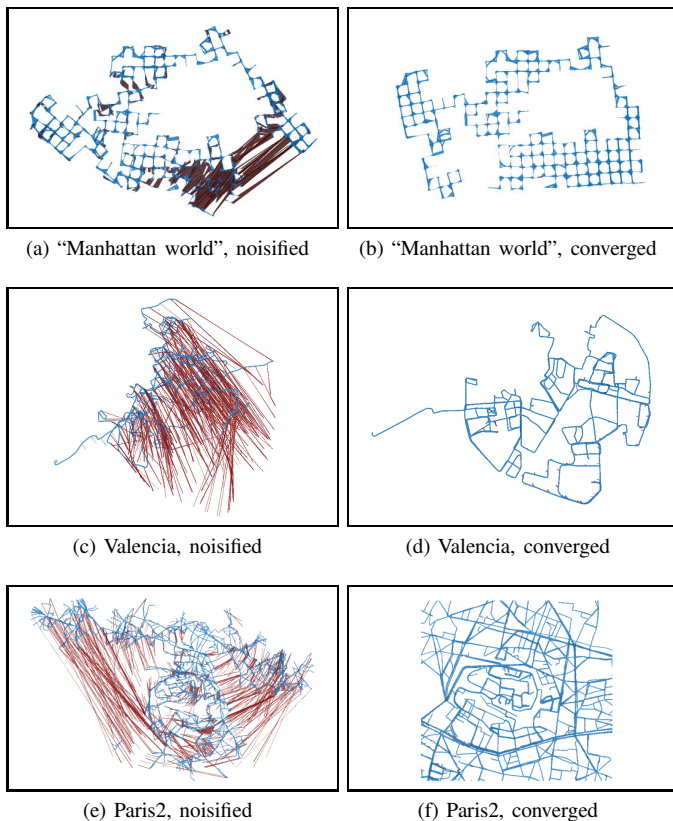 (a) “Manhattan world”, noisified
(b) “Manhattan world”, converged
(c) Valencia, noisified
(d) Valencia, converged
(e) Paris2, noisified
(f) Paris2, converged